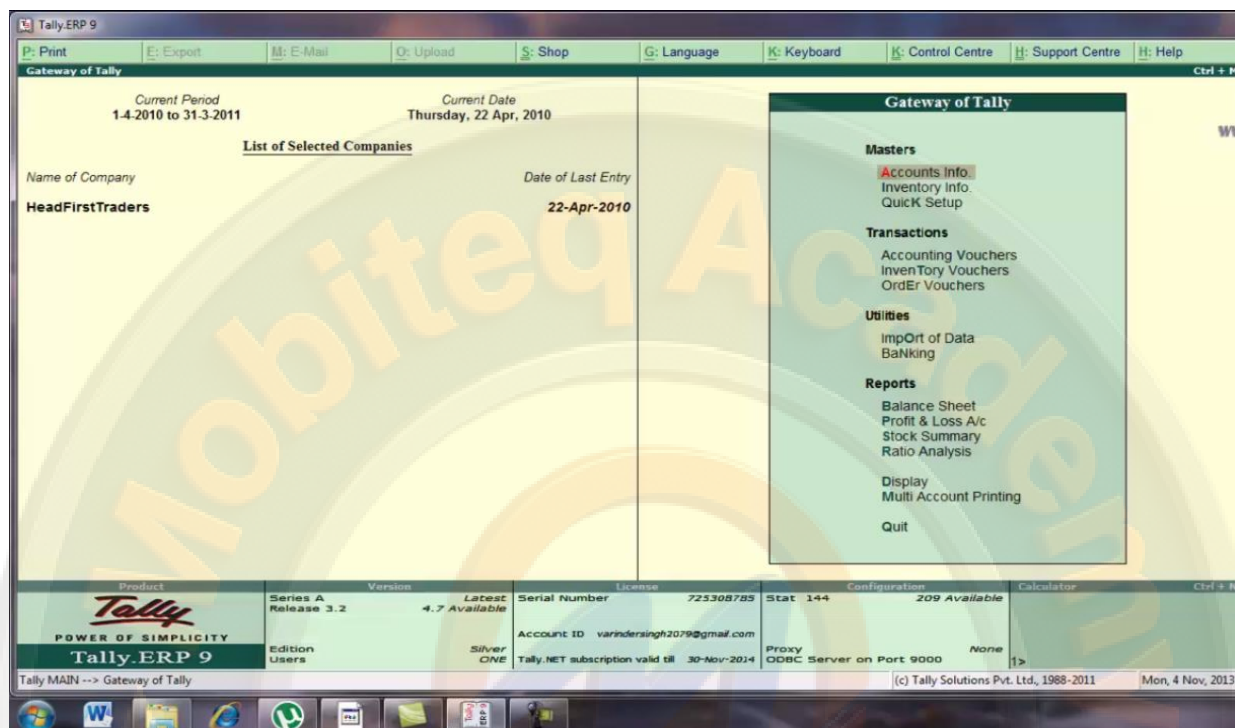 Tally.ERP 9
P: Print E: Export M: E-Mail O: Upload S: Shop G: Language K: Keyboard K: Control Centre H: Support Centre H: Help
Gateway of Tally Ctrl + M
Current Period Current Date
1-4-2010 to 31-3-2011 Thursday, 22 Apr, 2010
List of Selected Companies
Name of Company Date of Last Entry
HeadFirstTraders 22-Apr-2010
Gateway of Tally
Masters
Accounts Info.
Inventory Info.
QuicK Setup
Transactions
Accounting Vouchers
InvenTory Vouchers
OrdEr Vouchers
Utilities
ImpOrt of Data
BaNking
Reports
Balance Sheet
Profit & Loss A/c
Stock Summary
Ratio Analysis
Display
Multi Account Printing
Quit
Mobiteq Academ
Product Version License Configuration Calculator Ctrl + N
Tally
POWER OF SIMPLICITY
Tally.ERP 9
Series A Latest
Release 3.2 4.7 Available
Edition Silver
Users ONE
Serial Number 725308785
Account ID varindersingh2079@gmail.com
Tally.NET subscription valid till 30-Nov-2014
Stat 144 209 Available
Proxy None
ODBC Server on Port 9000
1>
Tally MAIN --> Gateway of Tally (c) Tally Solutions Pvt. Ltd., 1988-2011 Mon, 4 Nov, 2013